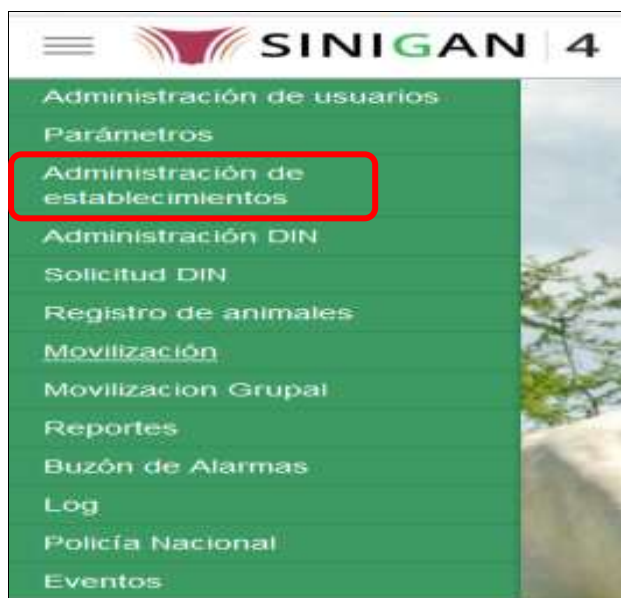 SINIGAN 4
Administración de usuarios
Parámetros
Administración de
establecimientos
Administración DIN
Solicitud DIN
Registro de animales
Movilización
Movilizacion Grupal
Reportes
Buzón de Alarmas
Log
Policía Nacional
Eventos